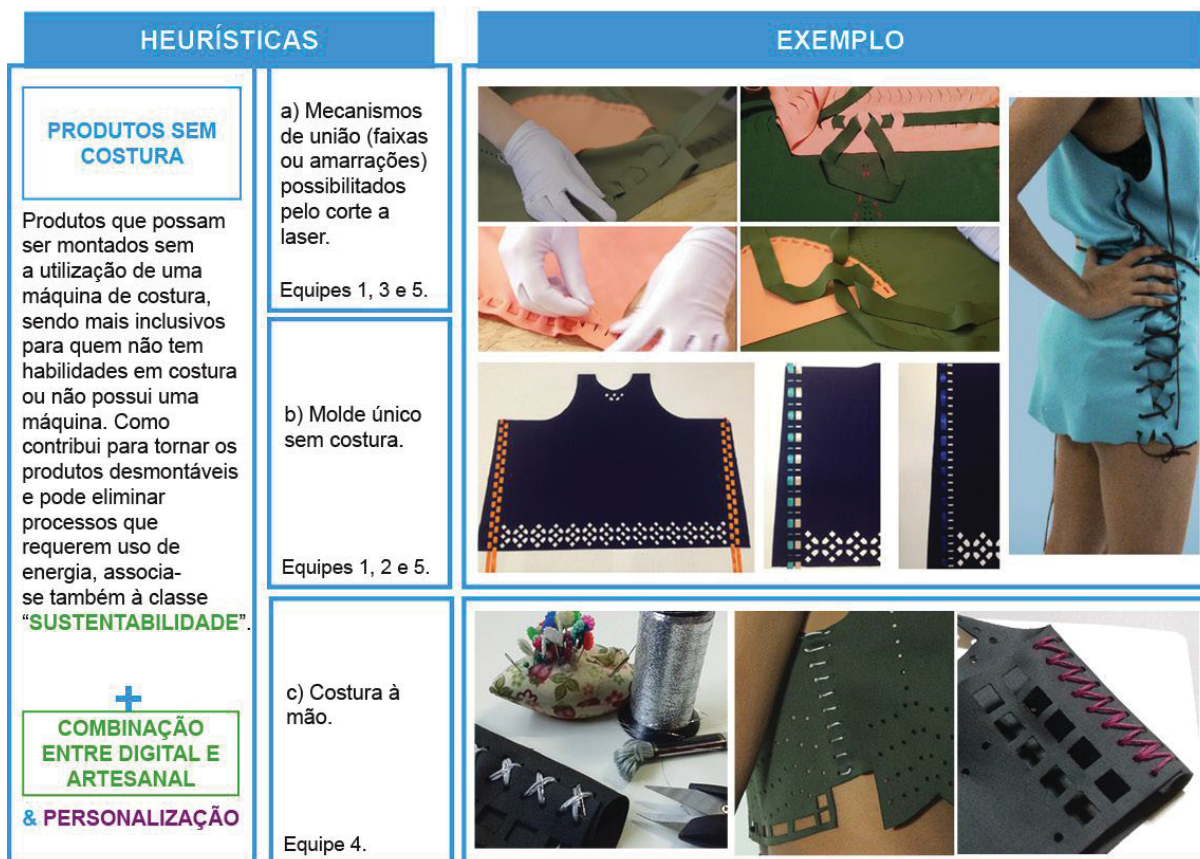 HEURÍSTICAS
EXEMPLO
PRODUTOS SEM
COSTURA
Produtos que possam
ser montados sem
a utilização de uma
máquina de costura,
sendo mais inclusivos
para quem não tem
habilidades em costura
ou não possui uma
máquina. Como
contribui para tornar os
produtos desmontáveis
e pode eliminar
processos que
requerem uso de
energia, associa-
se também à classe
“SUSTENTABILIDADE”.
+
COMBINAÇÃO
ENTRE DIGITAL E
ARTESANAL
& PERSONALIZAÇÃO
a) Mecanismos
de união (faixas
ou amarrações)
possibilitados
pelo corte a
laser.
Equipes 1, 3 e 5.
b) Molde único
sem costura.
Equipes 1, 2 e 5.
c) Costura à
mão.
Equipe 4.